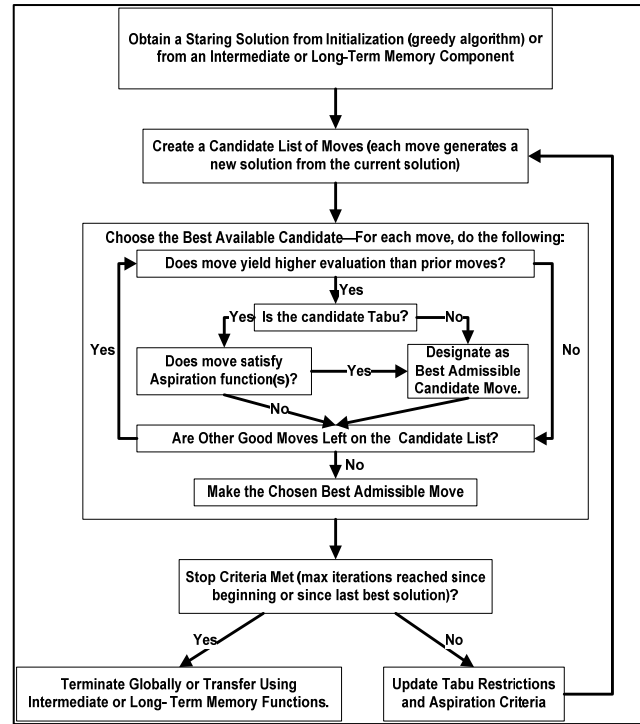 Obtain a Staring Solution from Initialization (greedy algorithm) or
from an Intermediate or Long-Term Memory Component
Create a Candidate List of Moves (each move generates a
new solution from the current solution)
Choose the Best Available Candidate—For each move, do the following:
Does move yield higher evaluation than prior moves?
Yes
Yes
Is the candidate Tabu?
No
Yes
Does move satisfy
Aspiration function(s)?
Yes
Designate as
Best Admissible
Candidate Move.
No
No
Are Other Good Moves Left on the Candidate List?
No
Make the Chosen Best Admissible Move
Stop Criteria Met (max iterations reached since
beginning or since last best solution)?
Yes
No
Terminate Globally or Transfer Using
Intermediate or Long- Term Memory Functions.
Update Tabu Restrictions
and Aspiration Criteria